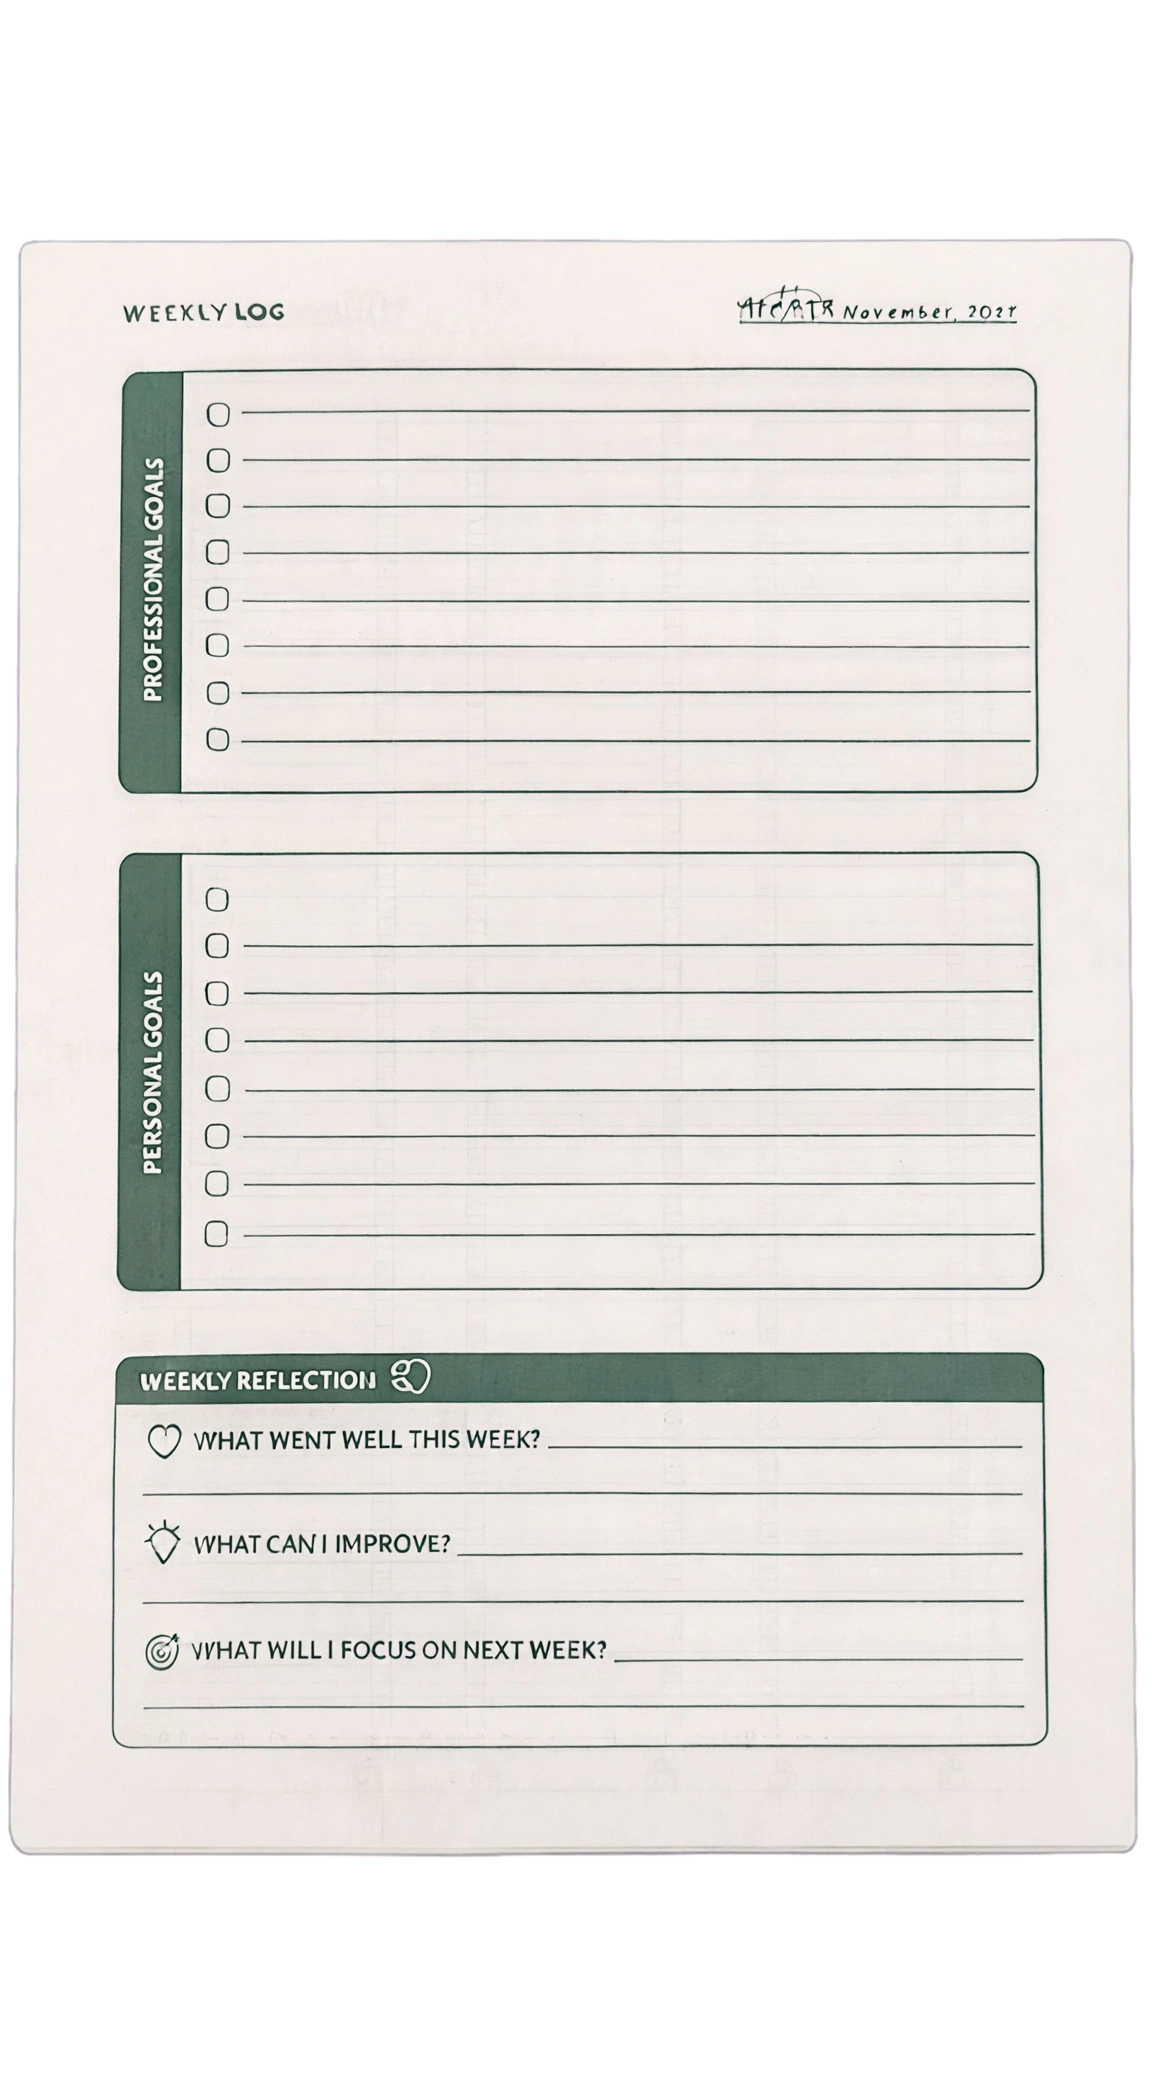 WEEKLY LOG
November,
PROFESSIONAL GOALS
PERSONAL GOALS
WEEKLY REFLECTION
WHAT WENT WELL THIS WEEK?
WHAT CAN I IMPROVE?
WHAT WILL I FOCUS ON NEXT WEEK?